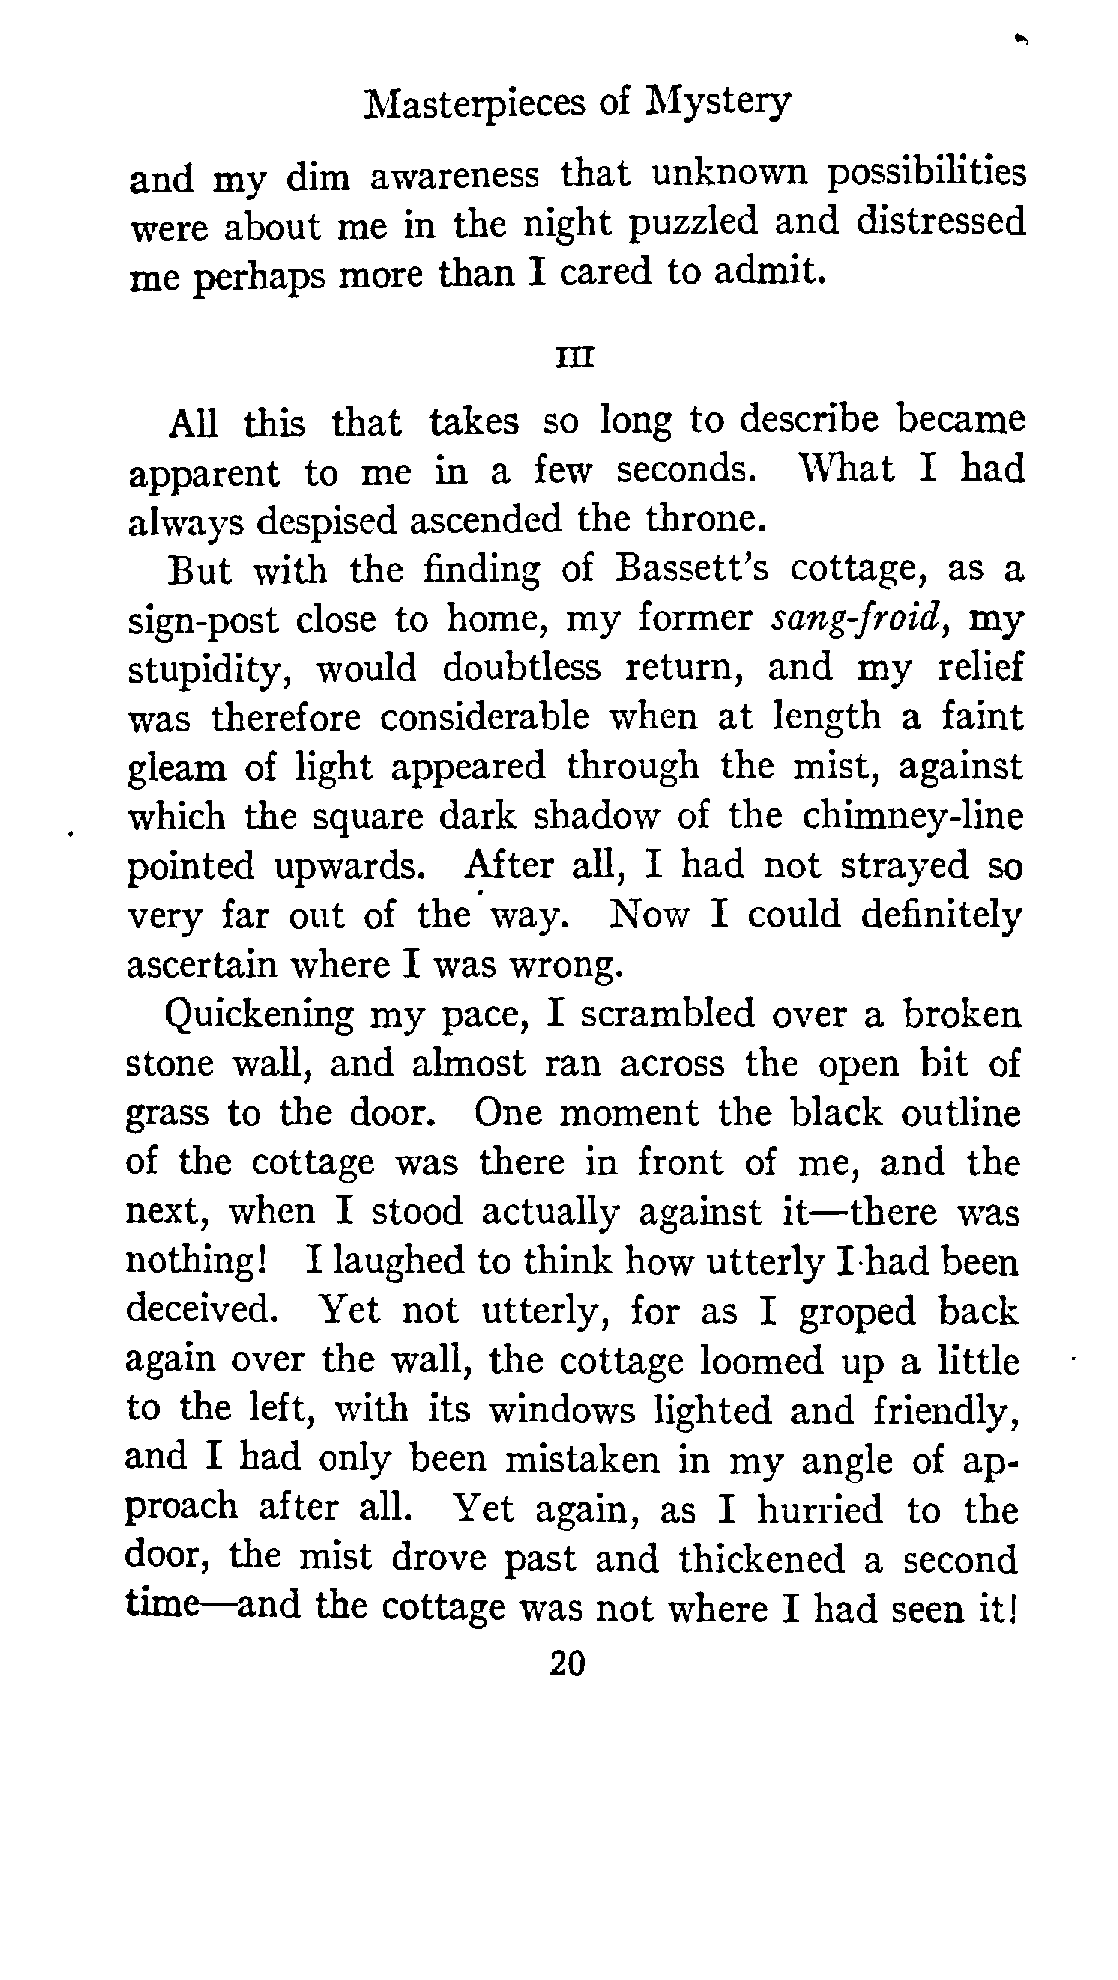 Masterpieces of Mystery
and my dim awareness that unknown possibilities
were about me in the night puzzled and distressed
me perhaps more than I cared to admit.
III
All this that takes so long to describe became
apparent to me in a few seconds. What I had
always despised ascended the throne.
But with the finding of Bassett's cottage, as a
sign-post close to home, my former sang-froid, my
stupidity, would doubtless return, and my relief
was therefore considerable when at length a faint
gleam of light appeared through the mist, against
which the square dark shadow of the chimney-line
pointed upwards. After all, I had not strayed so
very far out of the way. Now I could definitely
ascertain where I was wrong.
Quickening my pace, I scrambled over a broken
stone wall, and almost ran across the open bit of
grass to the door. One moment the black outline
of the cottage was there in front of me, and the
next, when I stood actually against it—there was
nothing! I laughed to think how utterly I had been
deceived. Yet not utterly, for as I groped back
again over the wall, the cottage loomed up a little
to the left, with its windows lighted and friendly,
and I had only been mistaken in my angle of ap-
proach after all. Yet again, as I hurried to the
door, the mist drove past and thickened a second
time—and the cottage was not where I had seen it!
20